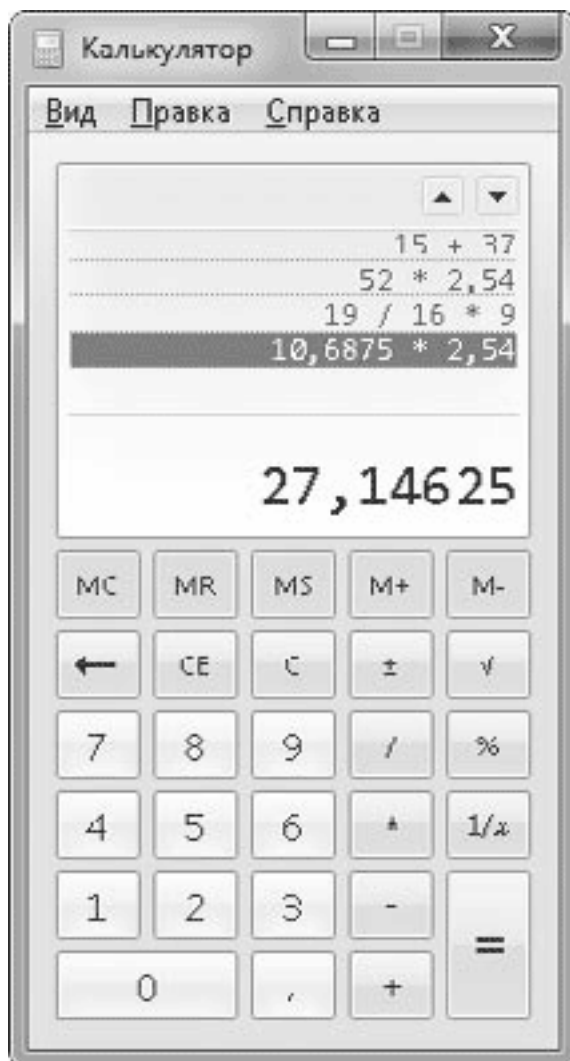 Калькулятор
Вид Правка Справка
15 + 37
52 * 2,54
19 / 16 * 9
10,6875 * 2,54
27,14625
MC MR MS M+ M-
← CE C ± √
7 8 9 / %
4 5 6 * 1/x
1 2 3 - =
0 , +